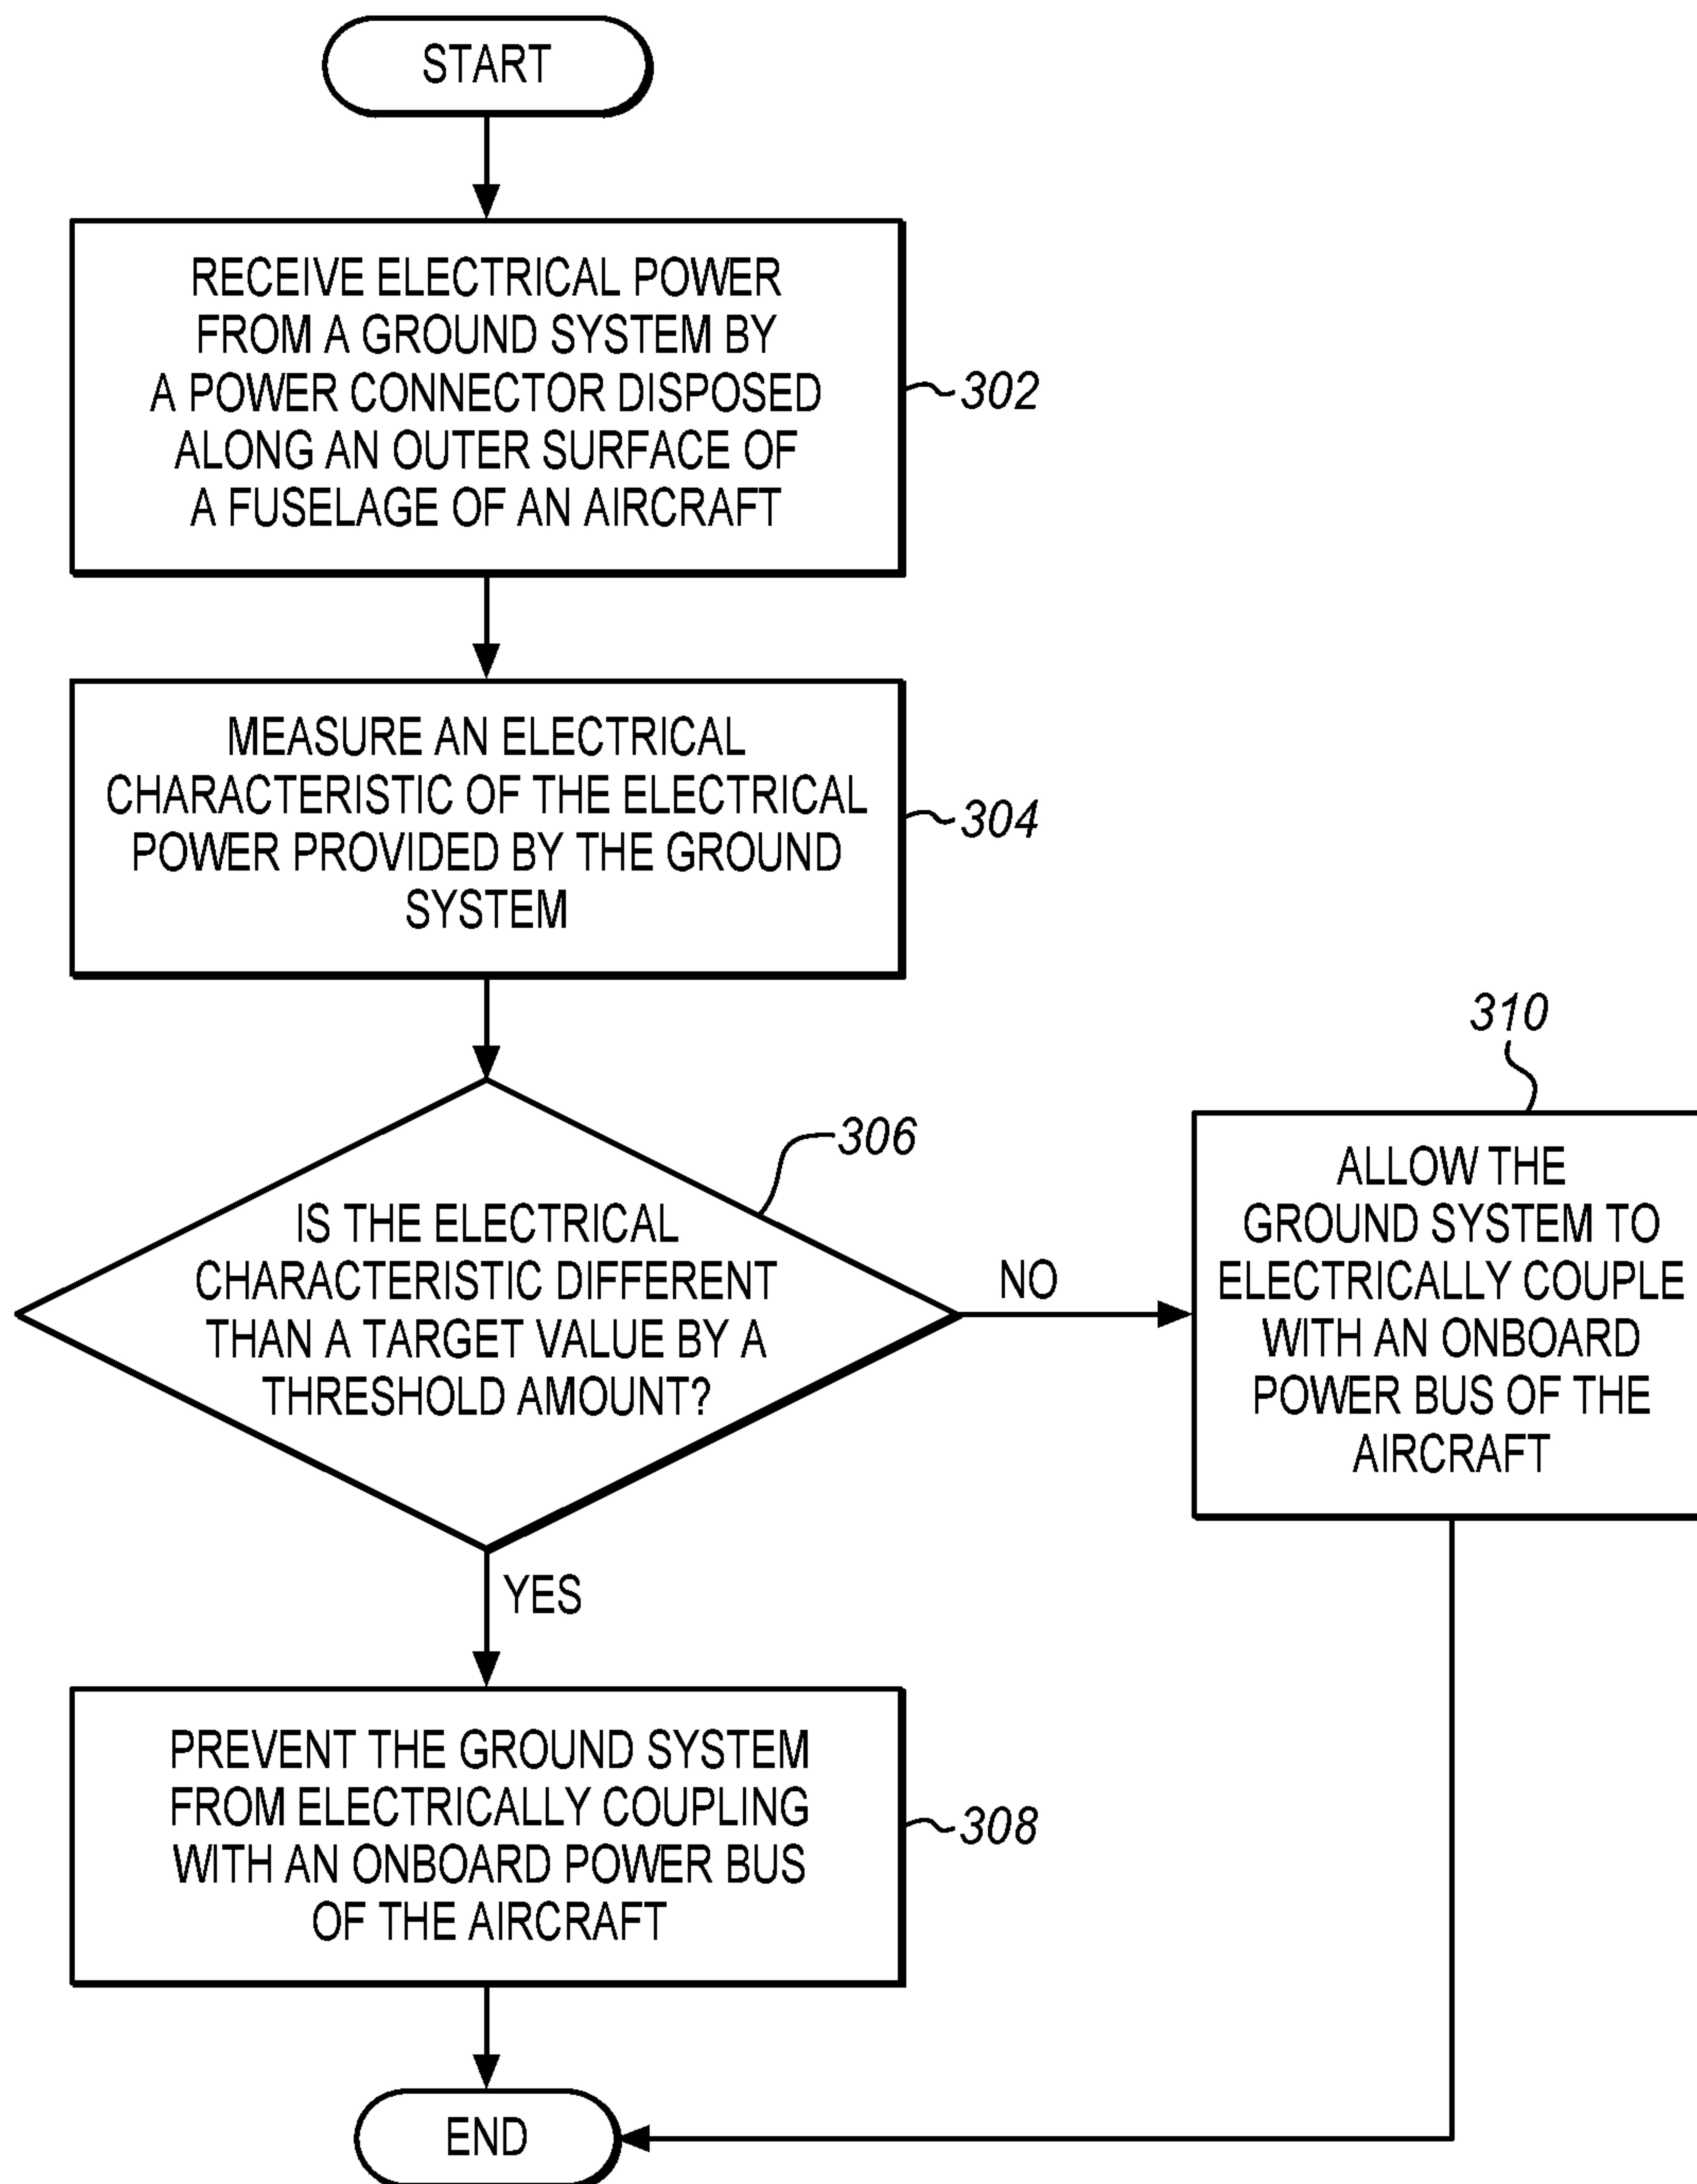 START
RECEIVE ELECTRICAL POWER
FROM A GROUND SYSTEM BY
A POWER CONNECTOR DISPOSED
ALONG AN OUTER SURFACE OF
A FUSELAGE OF AN AIRCRAFT
302
MEASURE AN ELECTRICAL
CHARACTERISTIC OF THE ELECTRICAL
POWER PROVIDED BY THE GROUND
SYSTEM
304
IS THE ELECTRICAL
CHARACTERISTIC DIFFERENT
THAN A TARGET VALUE BY A
THRESHOLD AMOUNT?
306
NO
310
ALLOW THE
GROUND SYSTEM TO
ELECTRICALLY COUPLE
WITH AN ONBOARD
POWER BUS OF THE
AIRCRAFT
YES
PREVENT THE GROUND SYSTEM
FROM ELECTRICALLY COUPLING
WITH AN ONBOARD POWER BUS
OF THE AIRCRAFT
308
END